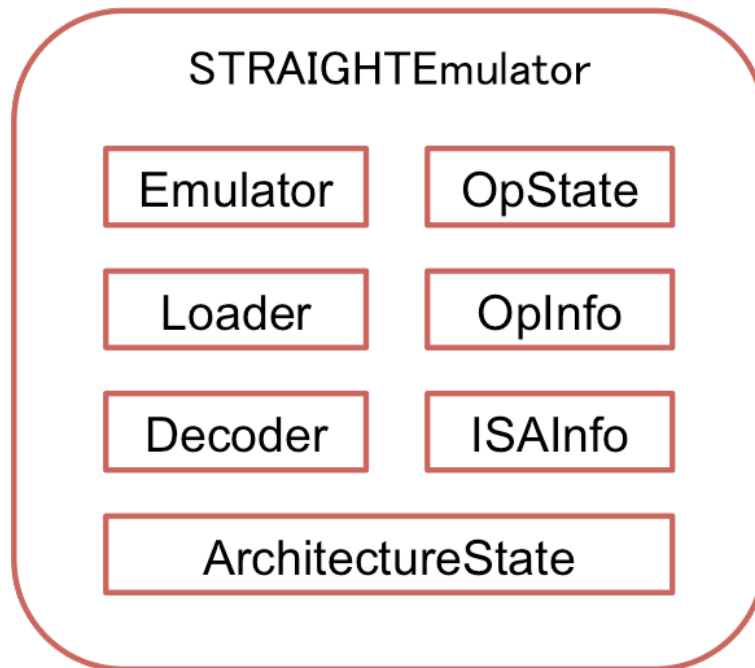 STRAIGHTEmulator
Emulator
OpState
Loader
OpInfo
Decoder
ISAInfo
ArchitectureState